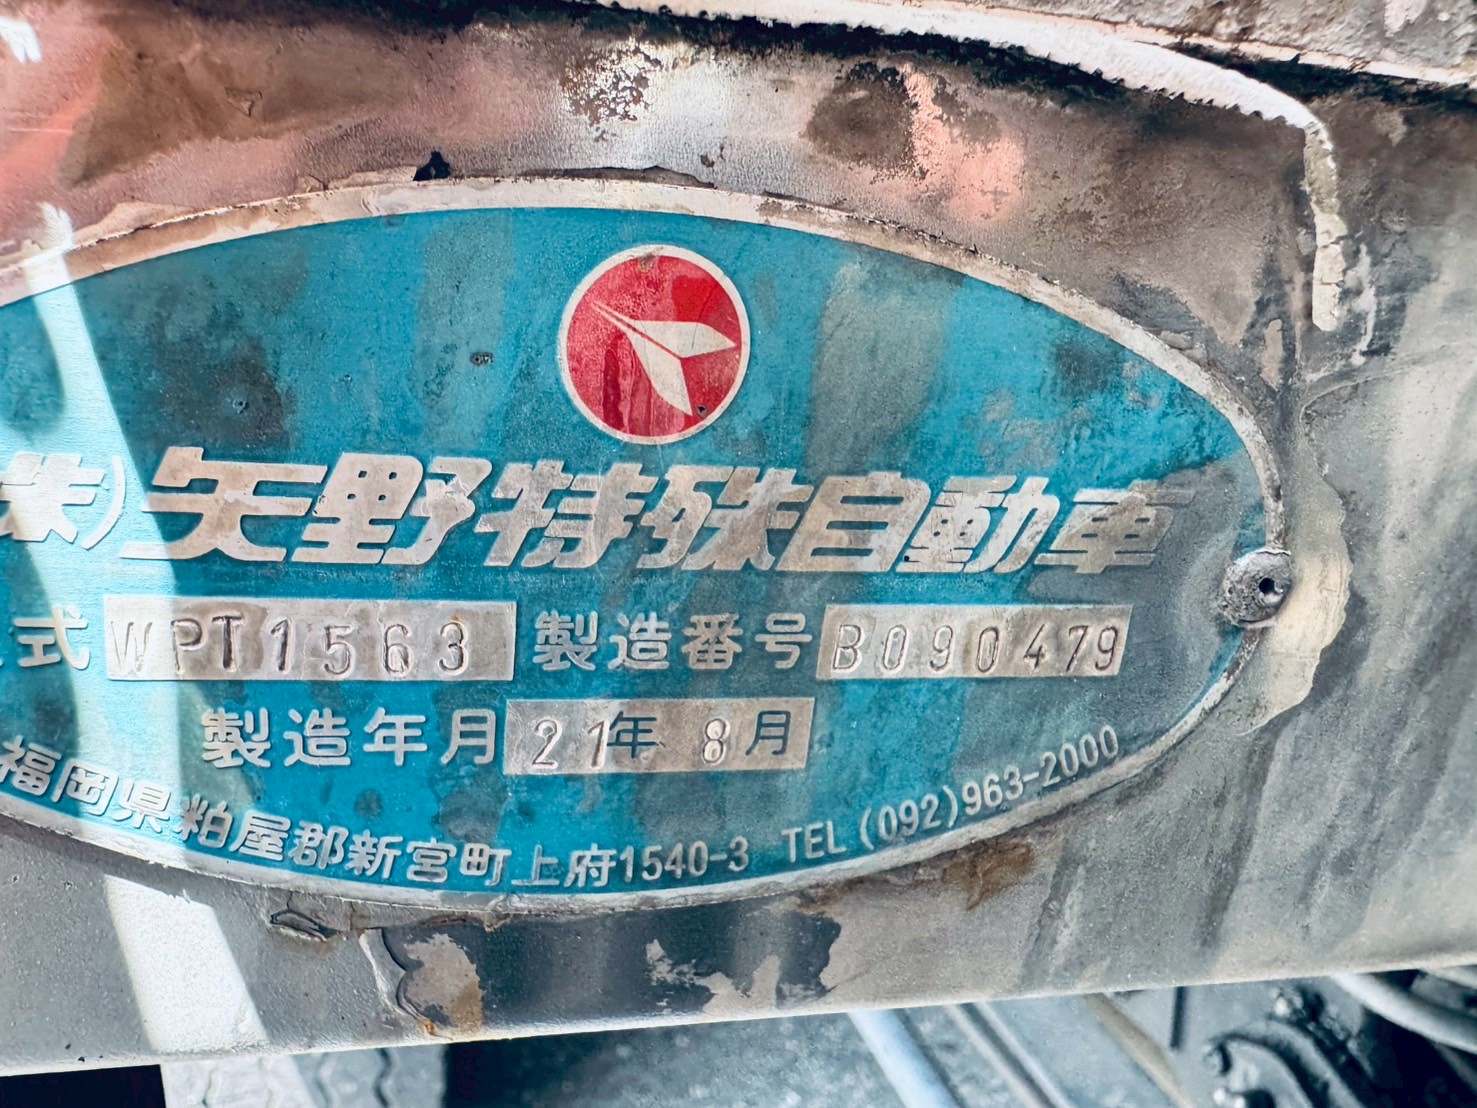 株)矢野特殊自動車
式 WPT1563 製造番号 B090479
製造年月 21年 8月
福岡県粕屋郡新宮町上府1540-3 TEL (092)963-2000